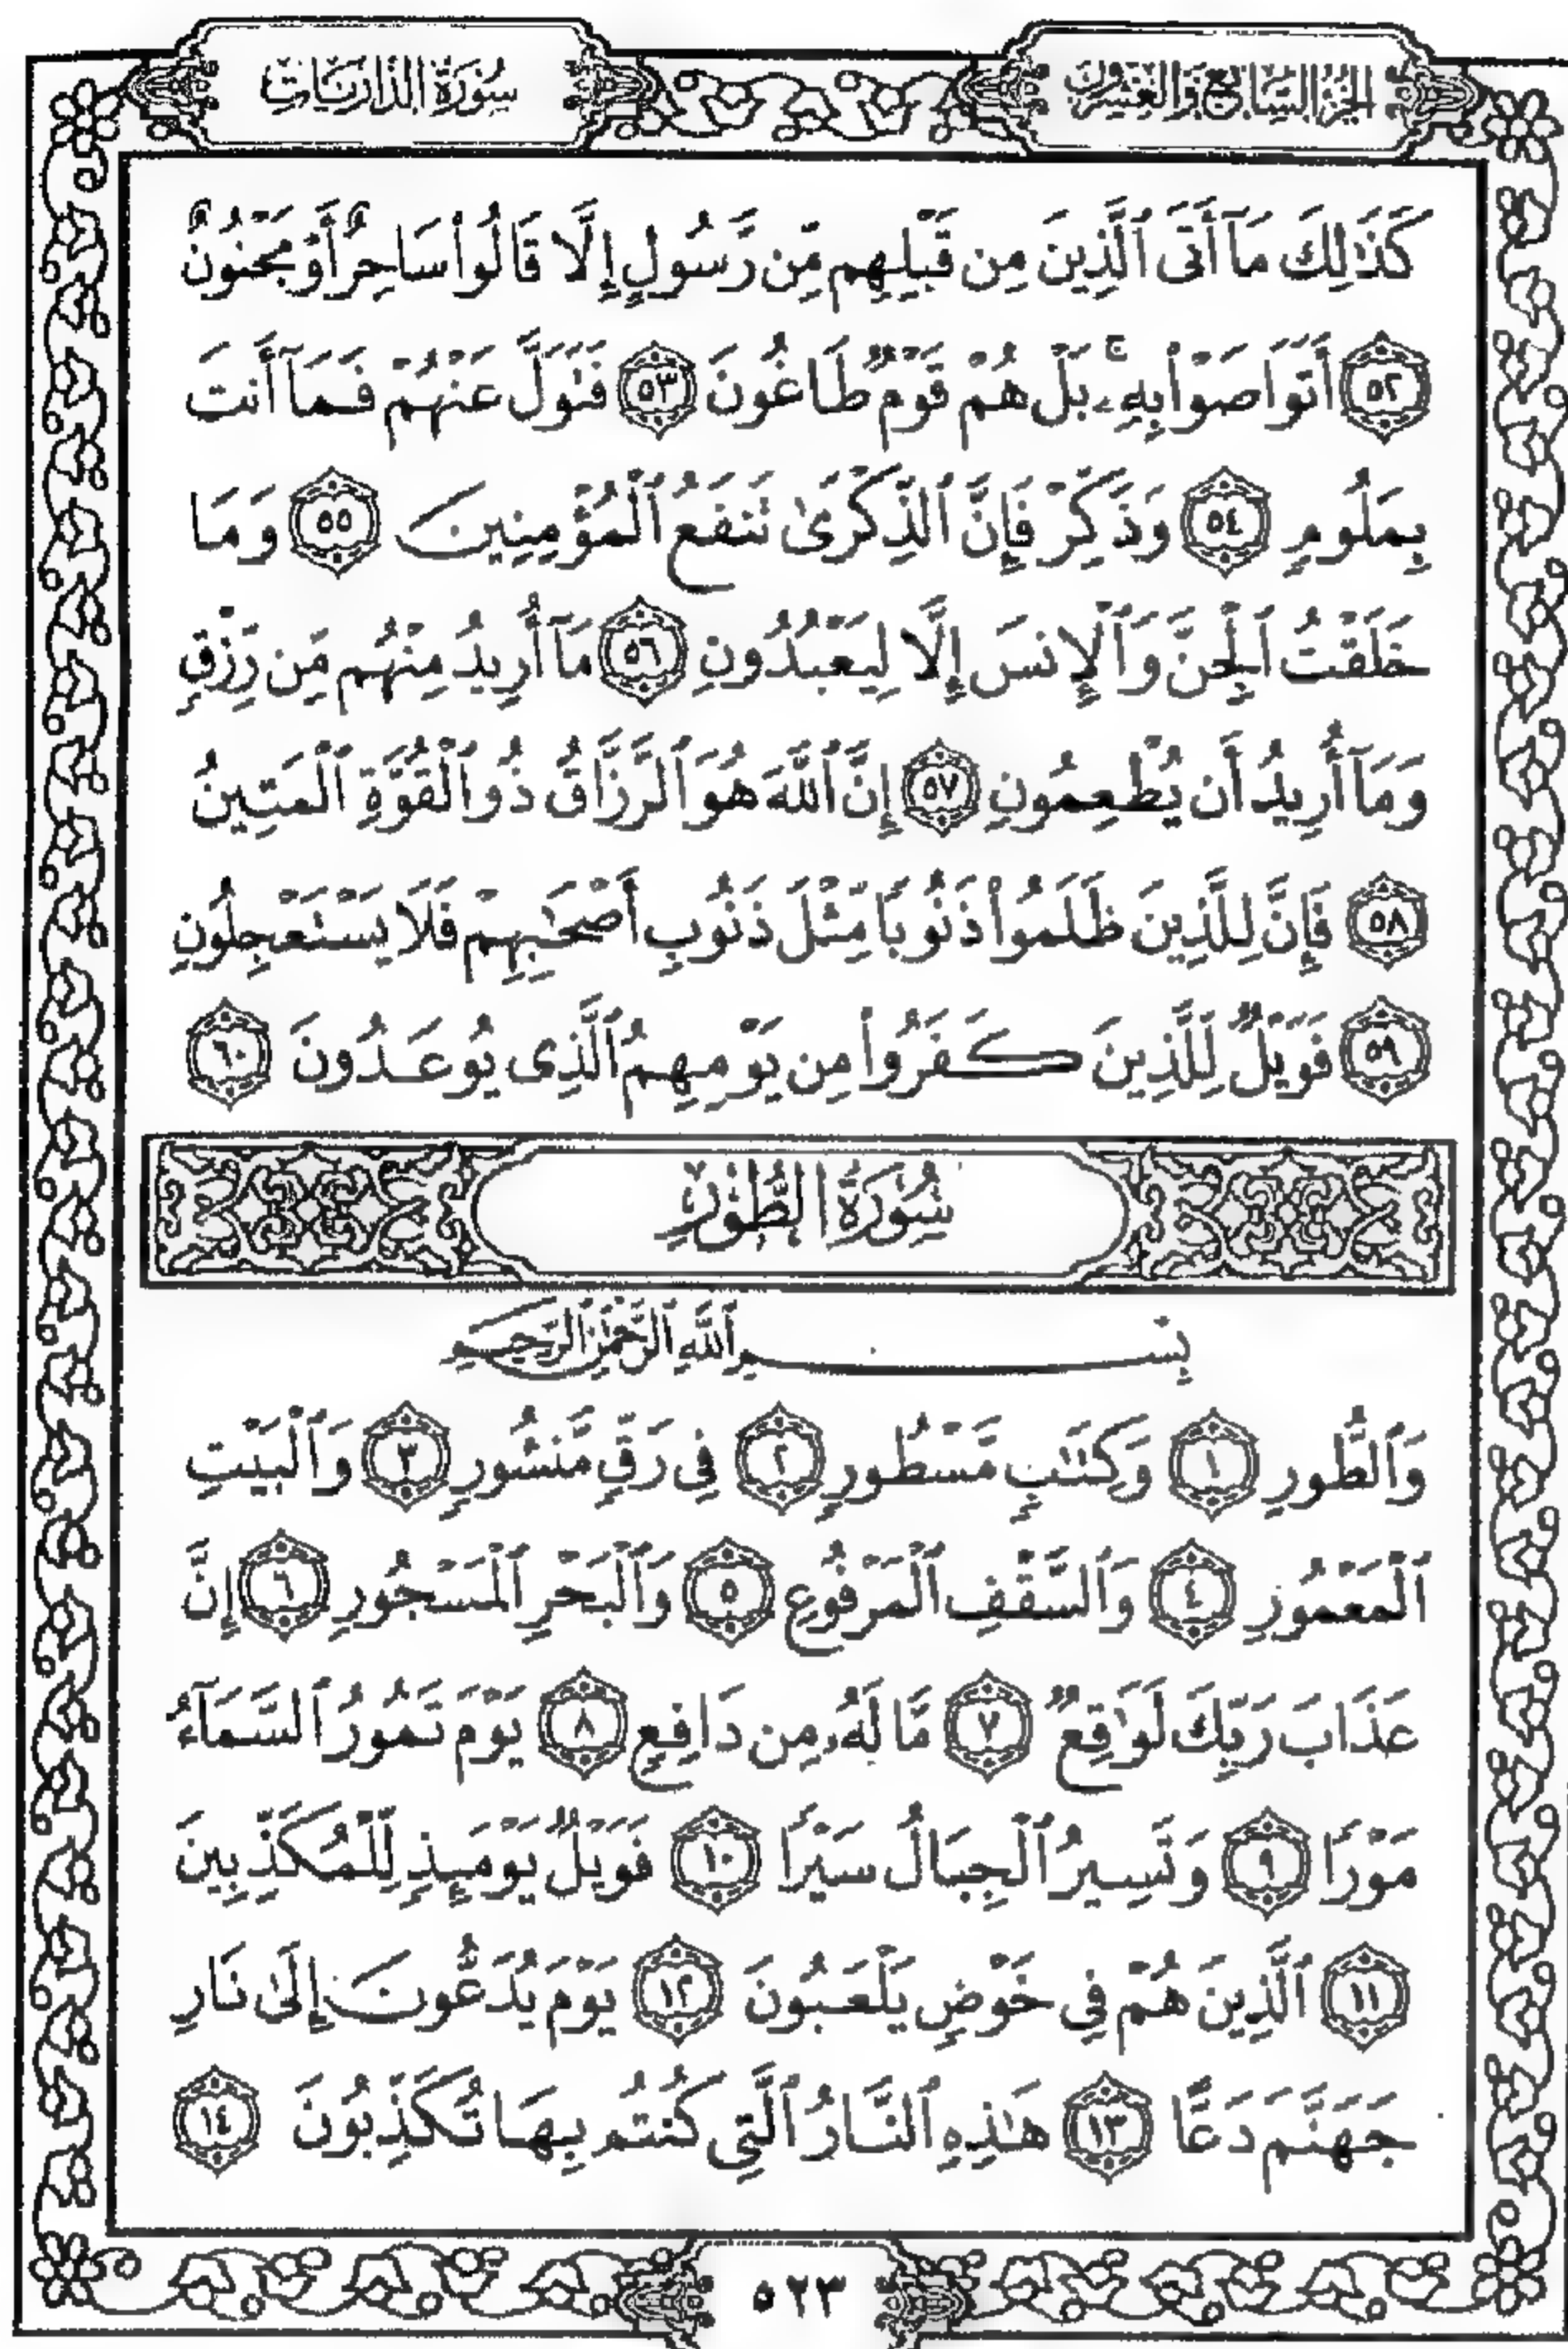 الجزء السابع والعشرون
سورة الذاريات
كَذَٰلِكَ مَآ أَتَى ٱلَّذِينَ مِن قَبْلِهِم مِّن رَّسُولٍ إِلَّا قَالُوا۟ سَاحِرٌ أَوْ مَجْنُونٌ
٥٢ أَتَوَاصَوْا۟ بِهِۦ ۚ بَلْ هُمْ قَوْمٌ طَاغُونَ ٥٣ فَتَوَلَّ عَنْهُمْ فَمَآ أَنتَ
بِمَلُومٍ ٥٤ وَذَكِّرْ فَإِنَّ ٱلذِّكْرَىٰ تَنفَعُ ٱلْمُؤْمِنِينَ ٥٥ وَمَا
خَلَقْتُ ٱلْجِنَّ وَٱلْإِنسَ إِلَّا لِيَعْبُدُونِ ٥٦ مَآ أُرِيدُ مِنْهُم مِّن رِّزْقٍ
وَمَآ أُرِيدُ أَن يُطْعِمُونِ ٥٧ إِنَّ ٱللَّهَ هُوَ ٱلرَّزَّاقُ ذُو ٱلْقُوَّةِ ٱلْمَتِينُ
٥٨ فَإِنَّ لِلَّذِينَ ظَلَمُوا۟ ذَنُوبًا مِّثْلَ ذَنُوبِ أَصْحَٰبِهِمْ فَلَا يَسْتَعْجِلُونِ
٥٩ فَوَيْلٌ لِّلَّذِينَ كَفَرُوا۟ مِن يَوْمِهِمُ ٱلَّذِى يُوعَدُونَ ٦٠
سُورَةُ الطُّورِ
بِسْمِ ٱللَّهِ ٱلرَّحْمَٰنِ ٱلرَّحِيمِ
وَٱلطُّورِ ١ وَكِتَٰبٍ مَّسْطُورٍ ٢ فِى رَقٍّ مَّنشُورٍ ٣ وَٱلْبَيْتِ
ٱلْمَعْمُورِ ٤ وَٱلسَّقْفِ ٱلْمَرْفُوعِ ٥ وَٱلْبَحْرِ ٱلْمَسْجُورِ ٦ إِنَّ
عَذَابَ رَبِّكَ لَوَٰقِعٌ ٧ مَّا لَهُۥ مِن دَافِعٍ ٨ يَوْمَ تَمُورُ ٱلسَّمَآءُ
مَوْرًا ٩ وَتَسِيرُ ٱلْجِبَالُ سَيْرًا ١٠ فَوَيْلٌ يَوْمَئِذٍ لِّلْمُكَذِّبِينَ
١١ ٱلَّذِينَ هُمْ فِى خَوْضٍ يَلْعَبُونَ ١٢ يَوْمَ يُدَعُّونَ إِلَىٰ نَارِ
جَهَنَّمَ دَعًّا ١٣ هَٰذِهِ ٱلنَّارُ ٱلَّتِى كُنتُم بِهَا تُكَذِّبُونَ ١٤
٥٢٣